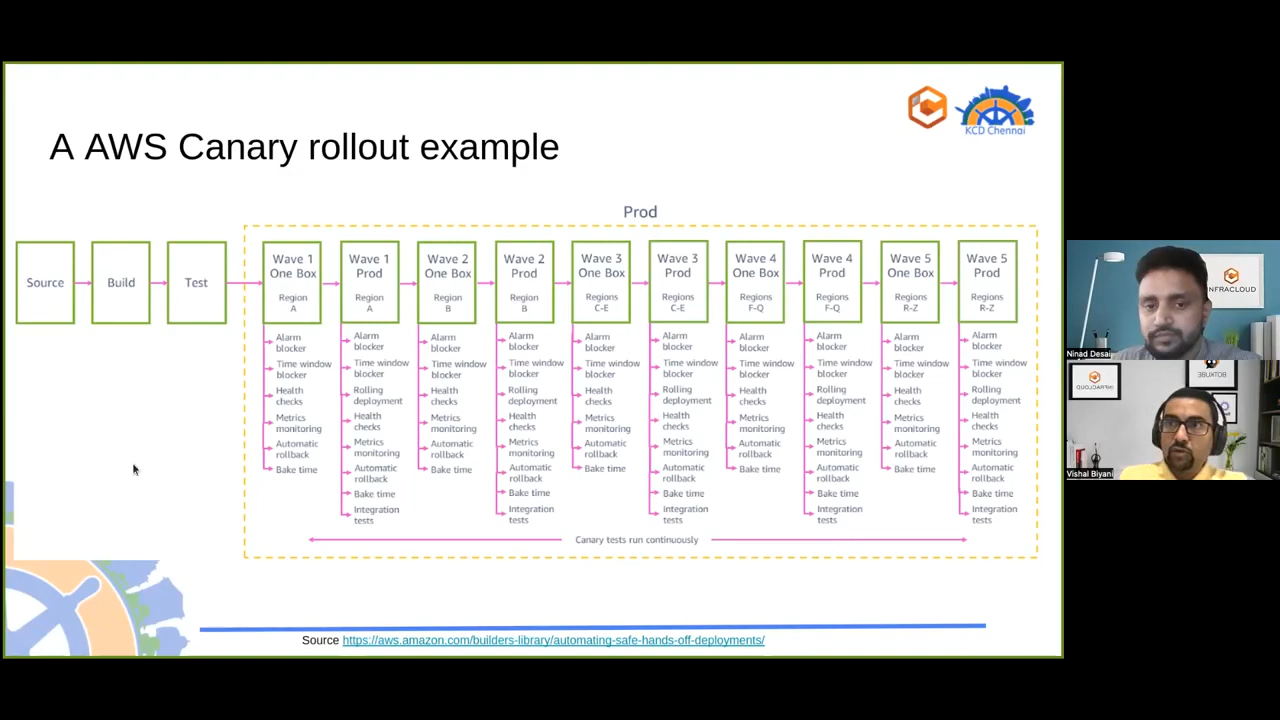 KCD Chennai
A AWS Canary rollout example
Prod
Source
Build
Test
Wave 1
One Box
Region
A
Wave 1
Prod
Region
A
Wave 2
One Box
Region
B
Wave 2
Prod
Region
B
Wave 3
One Box
Regions
C-E
Wave 3
Prod
Regions
C-E
Wave 4
One Box
Regions
F-Q
Wave 4
Prod
Regions
F-Q
Wave 5
One Box
Regions
R-Z
Wave 5
Prod
Regions
R-Z
Alarm
blocker
Time window
blocker
Health
checks
Metrics
monitoring
Automatic
rollback
Bake time
Alarm
blocker
Time window
blocker
Rolling
deployment
Health
checks
Metrics
monitoring
Automatic
rollback
Bake time
Integration
tests
Alarm
blocker
Time window
blocker
Health
checks
Metrics
monitoring
Automatic
rollback
Bake time
Alarm
blocker
Time window
blocker
Rolling
deployment
Health
checks
Metrics
monitoring
Automatic
rollback
Bake time
Integration
tests
Alarm
blocker
Time window
blocker
Health
checks
Metrics
monitoring
Automatic
rollback
Bake time
Alarm
blocker
Time window
blocker
Rolling
deployment
Health
checks
Metrics
monitoring
Automatic
rollback
Bake time
Integration
tests
Alarm
blocker
Time window
blocker
Health
checks
Metrics
monitoring
Automatic
rollback
Bake time
Alarm
blocker
Time window
blocker
Rolling
deployment
Health
checks
Metrics
monitoring
Automatic
rollback
Bake time
Integration
tests
Alarm
blocker
Time window
blocker
Health
checks
Metrics
monitoring
Automatic
rollback
Bake time
Alarm
blocker
Time window
blocker
Rolling
deployment
Health
checks
Metrics
monitoring
Automatic
rollback
Bake time
Integration
tests
Canary tests run continuously
Source https://aws.amazon.com/builders-library/automating-safe-hands-off-deployments/
INFRACLOUD
Ninad Desai
INFRACLOUD
BOTKUBE
Vishal Biyani